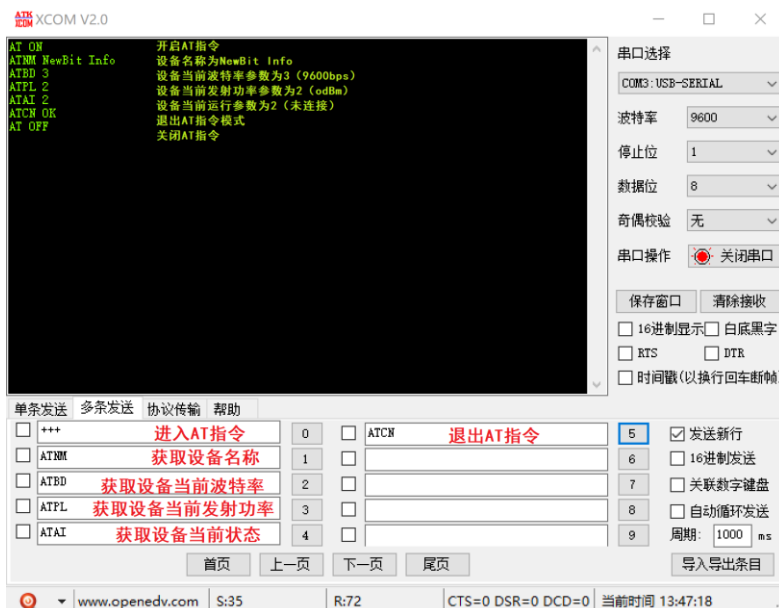 ATK XCOM XCOM V2.0
AT ON 开启AT指令
ATNM NewBit Info 设备名称为NewBit Info
ATBD 3 设备当前波特率参数为3（9600bps）
ATPL 2 设备当前发射功率参数为2（odBm）
ATAI 2 设备当前运行参数为2（未连接）
ATCN OK 退出AT指令模式
AT OFF 关闭AT指令
串口选择
COM3:USB-SERIAL
波特率 9600
停止位 1
数据位 8
奇偶校验 无
串口操作 关闭串口
保存窗口 清除接收
16进制显示 白底黑字
RTS DTR
时间戳(以换行回车断帧
单条发送 多条发送 协议传输 帮助
+++ 进入AT指令 0 ATCN 退出AT指令 5 发送新行
ATNM 获取设备名称 1 6 16进制发送
ATBD 获取设备当前波特率 2 7 关联数字键盘
ATPL 获取设备当前发射功率 3 8 自动循环发送
ATAI 获取设备当前状态 4 9 周期: 1000 ms
首页 上一页 下一页 尾页 导入导出条目
www.openedv.com S:35 R:72 CTS=0 DSR=0 DCD=0 当前时间 13:47:18